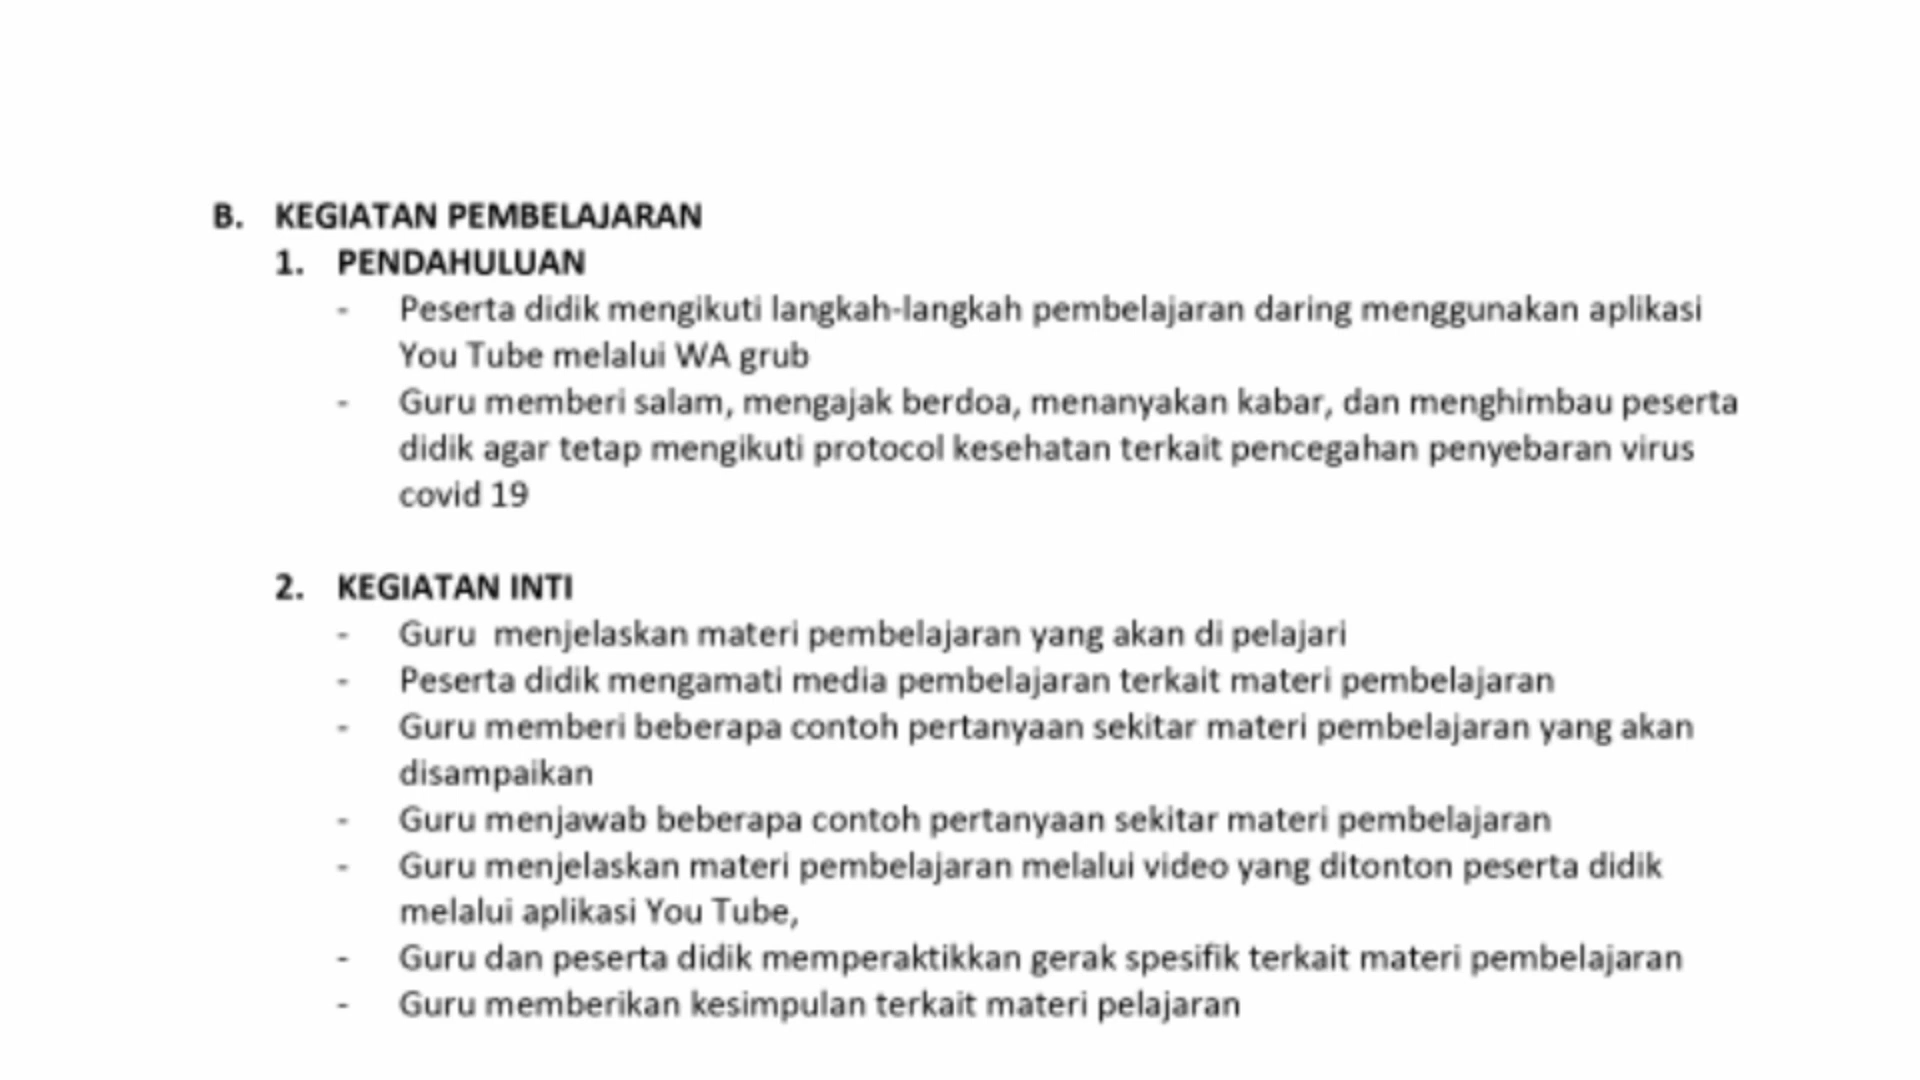 B. KEGIATAN PEMBELAJARAN
1. PENDAHULUAN
- Peserta didik mengikuti langkah-langkah pembelajaran daring menggunakan aplikasi
You Tube melalui WA grub
- Guru memberi salam, mengajak berdoa, menanyakan kabar, dan menghimbau peserta
didik agar tetap mengikuti protocol kesehatan terkait pencegahan penyebaran virus
covid 19
2. KEGIATAN INTI
- Guru  menjelaskan materi pembelajaran yang akan di pelajari
- Peserta didik mengamati media pembelajaran terkait materi pembelajaran
- Guru memberi beberapa contoh pertanyaan sekitar materi pembelajaran yang akan
disampaikan
- Guru menjawab beberapa contoh pertanyaan sekitar materi pembelajaran
- Guru menjelaskan materi pembelajaran melalui video yang ditonton peserta didik
melalui aplikasi You Tube,
- Guru dan peserta didik memperaktikkan gerak spesifik terkait materi pembelajaran
- Guru memberikan kesimpulan terkait materi pelajaran